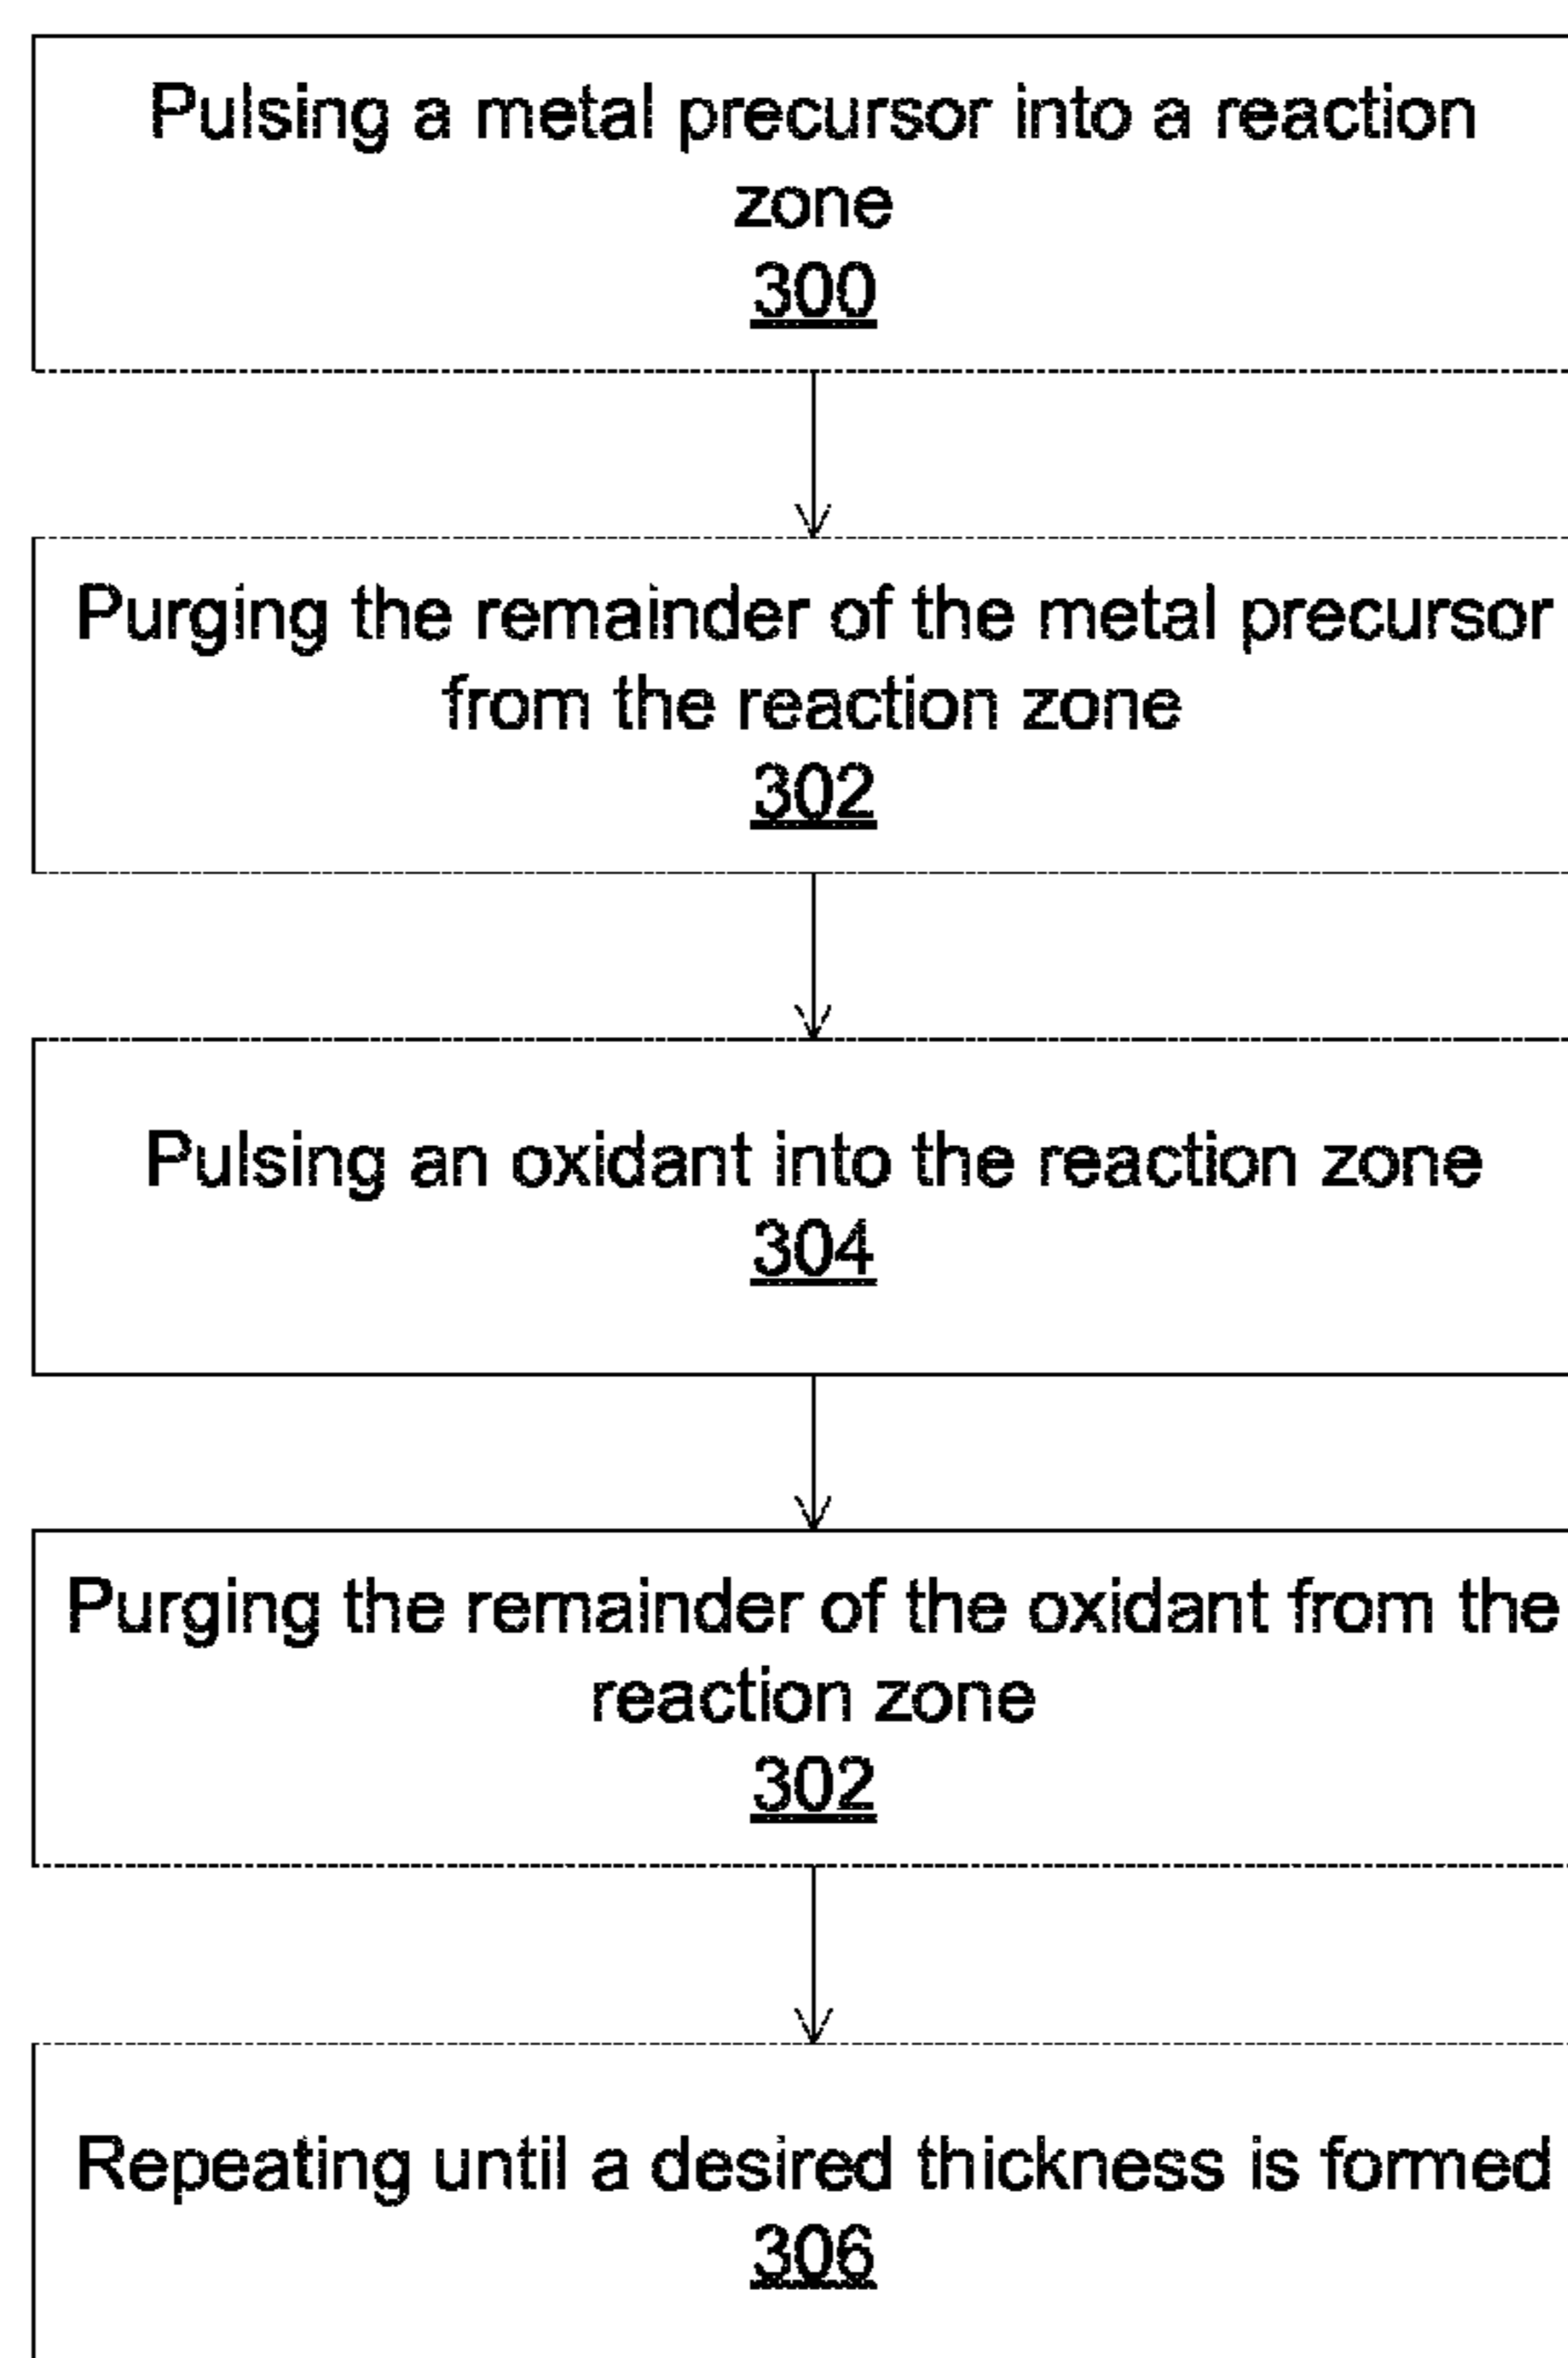 Pulsing a metal precursor into a reaction
zone
300
Purging the remainder of the metal precursor
from the reaction zone
302
Pulsing an oxidant into the reaction zone
304
Purging the remainder of the oxidant from the
reaction zone
302
Repeating until a desired thickness is formed
306